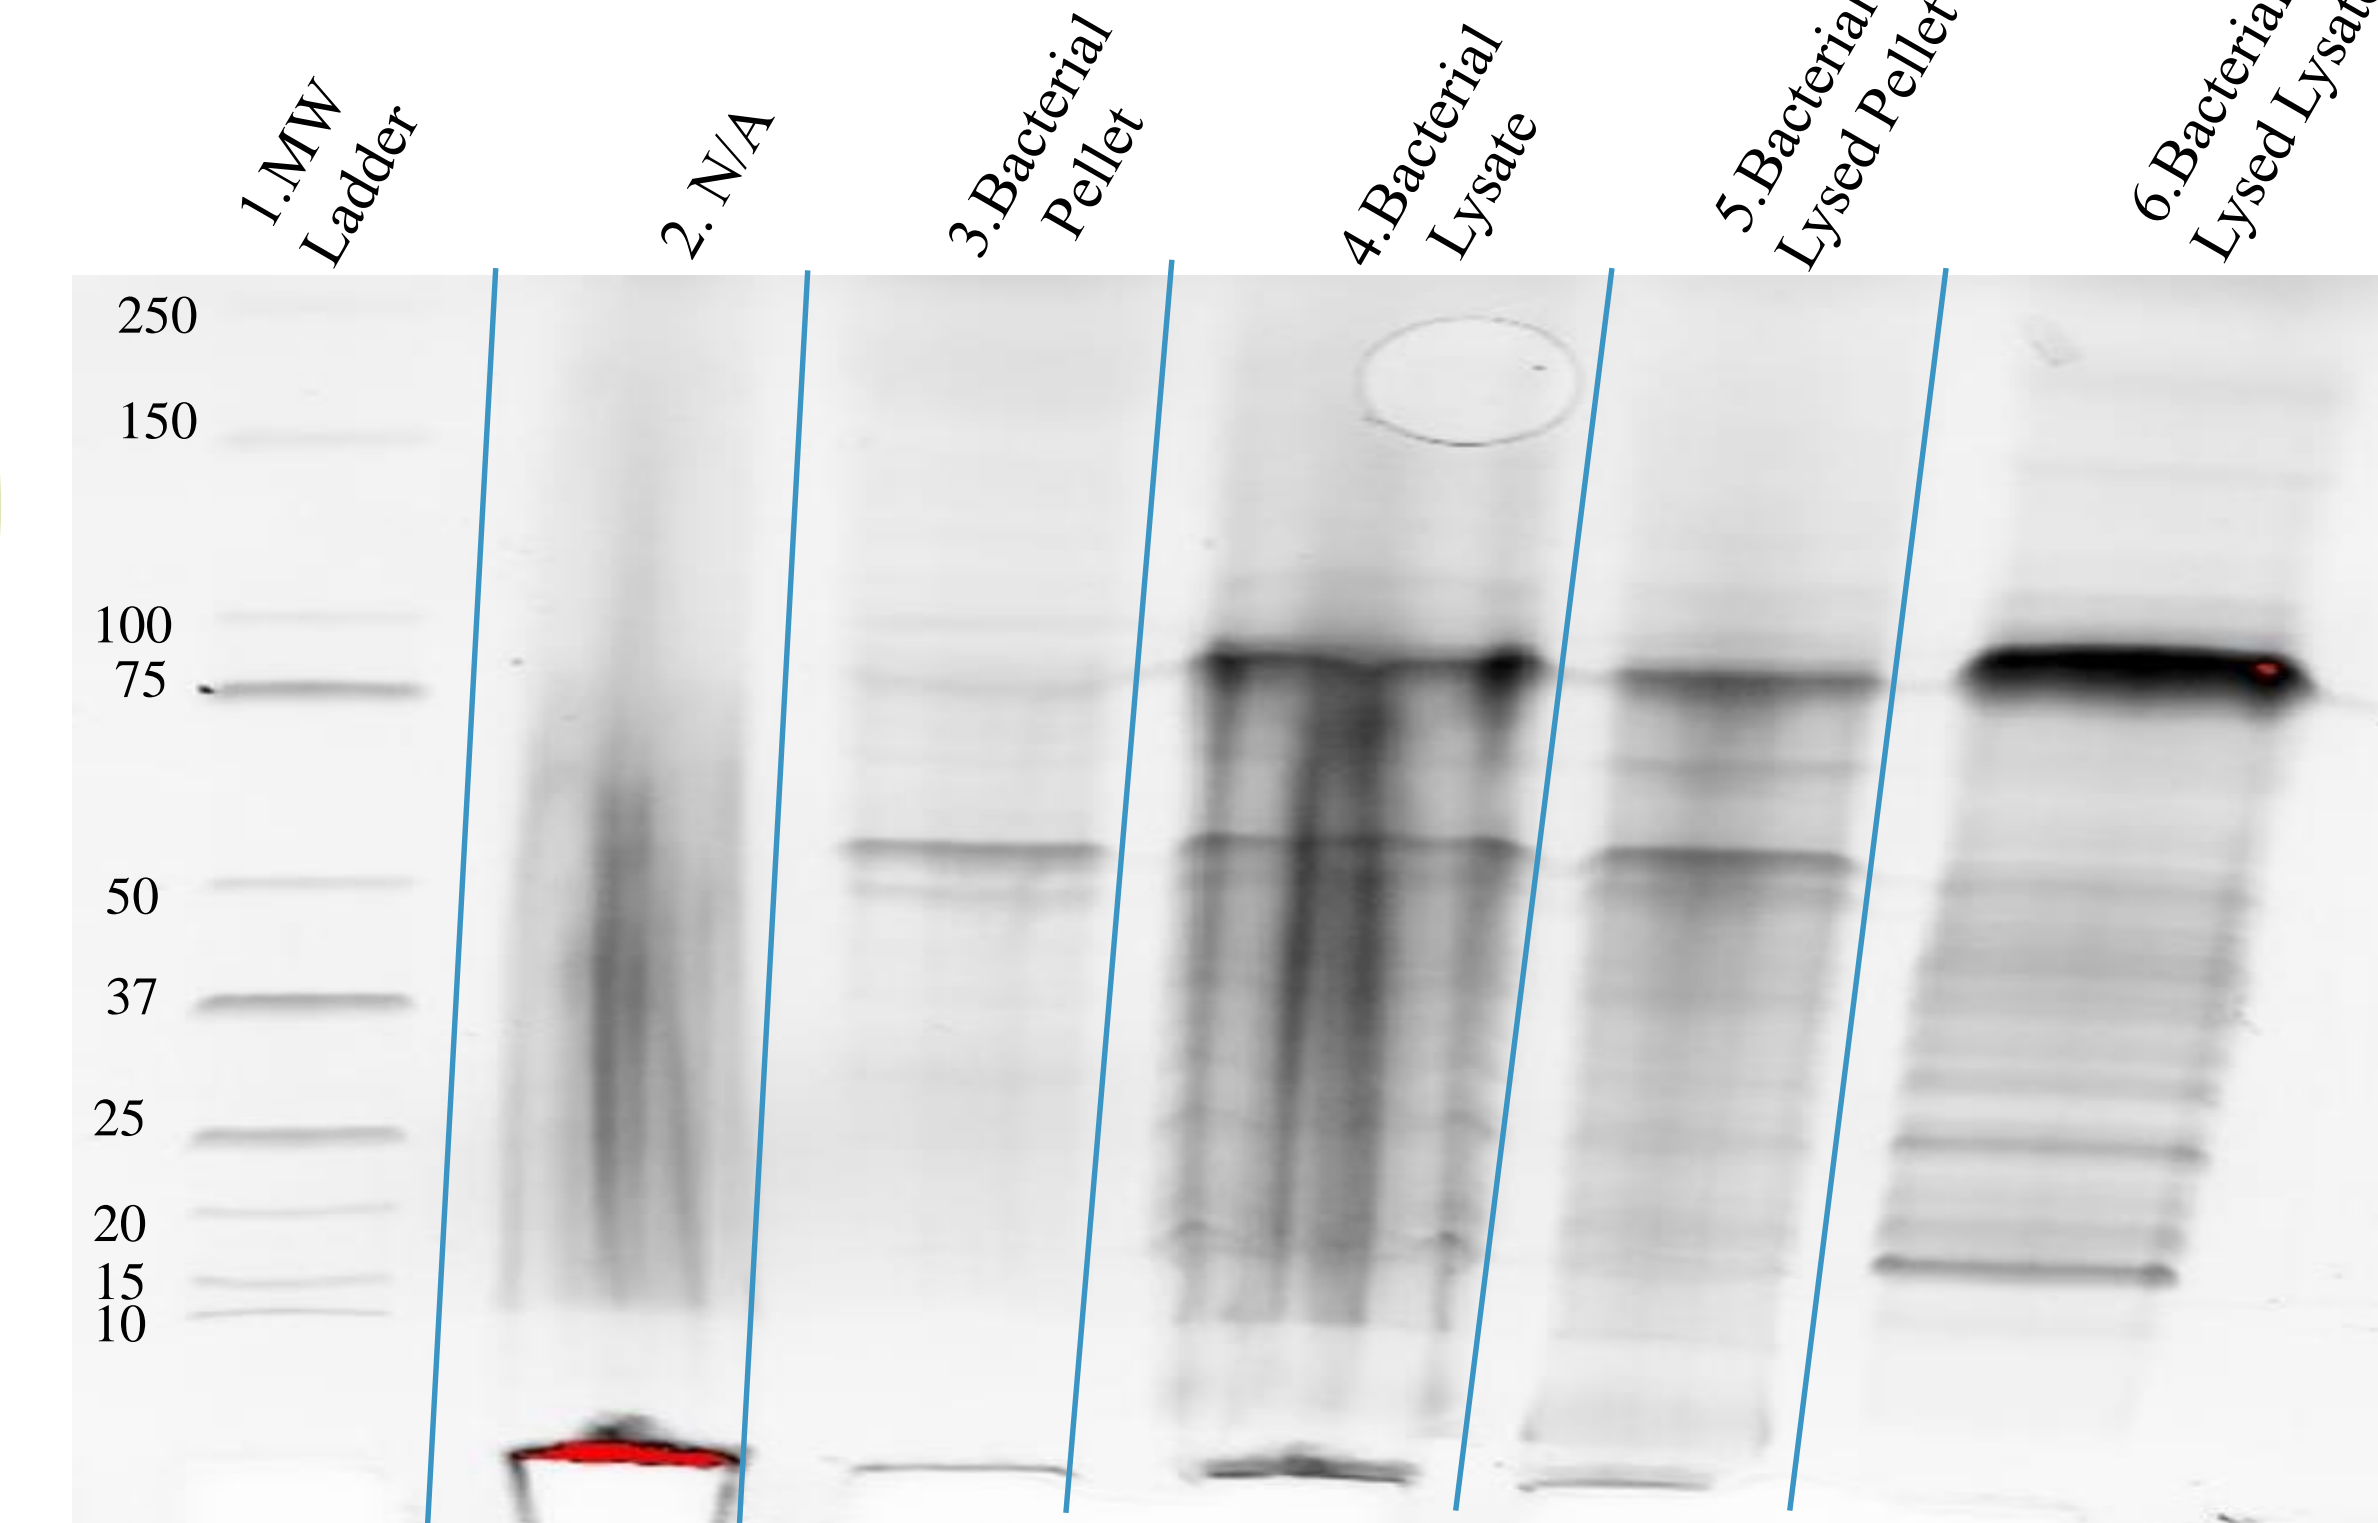 1.MW
Ladder
2. N/A
3.Bacterial
Pellet
4.Bacterial
Lysate
5.Bacterial
Lysed Pellet
6.Bacterial
Lysed Lysate
250
150
100
75
50
37
25
20
15
10